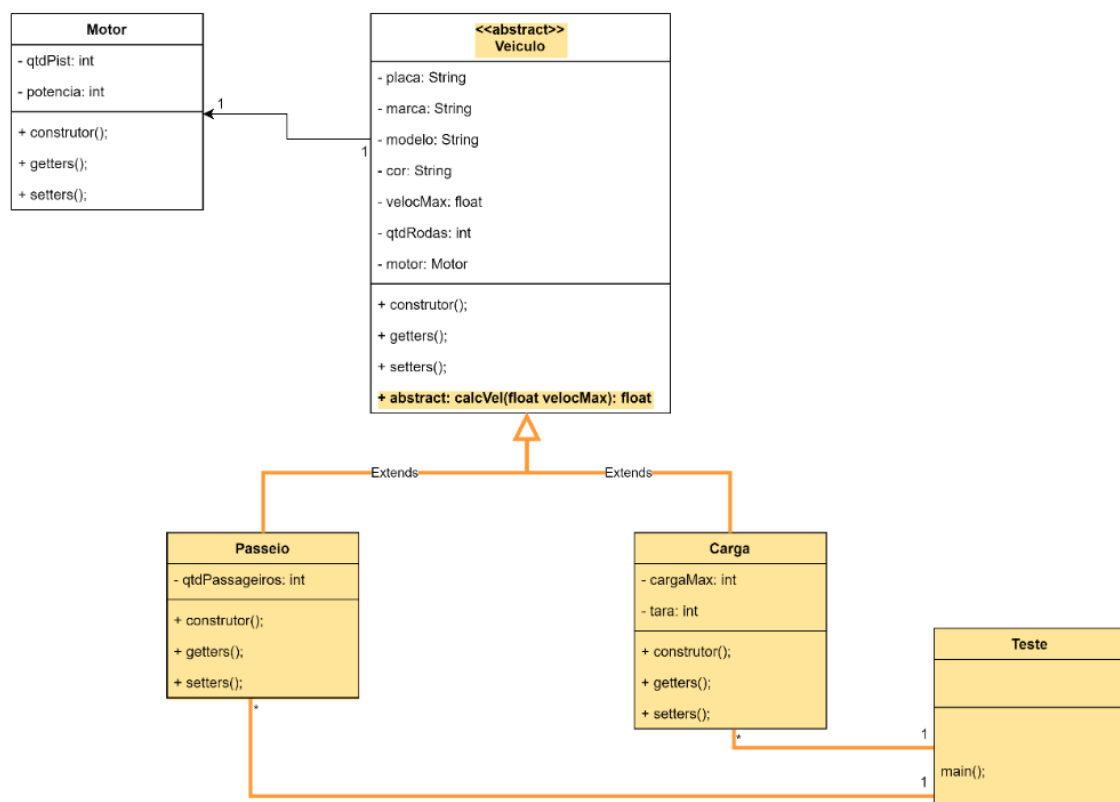 Motor
- qtdPist: int
- potencia: int
+ construtor();
+ getters();
+ setters();
1
1
<<abstract>>
Veiculo
- placa: String
- marca: String
- modelo: String
- cor: String
- velocMax: float
- qtdRodas: int
- motor: Motor
+ construtor();
+ getters();
+ setters();
+ abstract: calcVel(float velocMax): float
Extends
Extends
Passeio
- qtdPassageiros: int
+ construtor();
+ getters();
+ setters();
*
Carga
- cargaMax: int
- tara: int
+ construtor();
+ getters();
+ setters();
*
Teste
main();
1
1